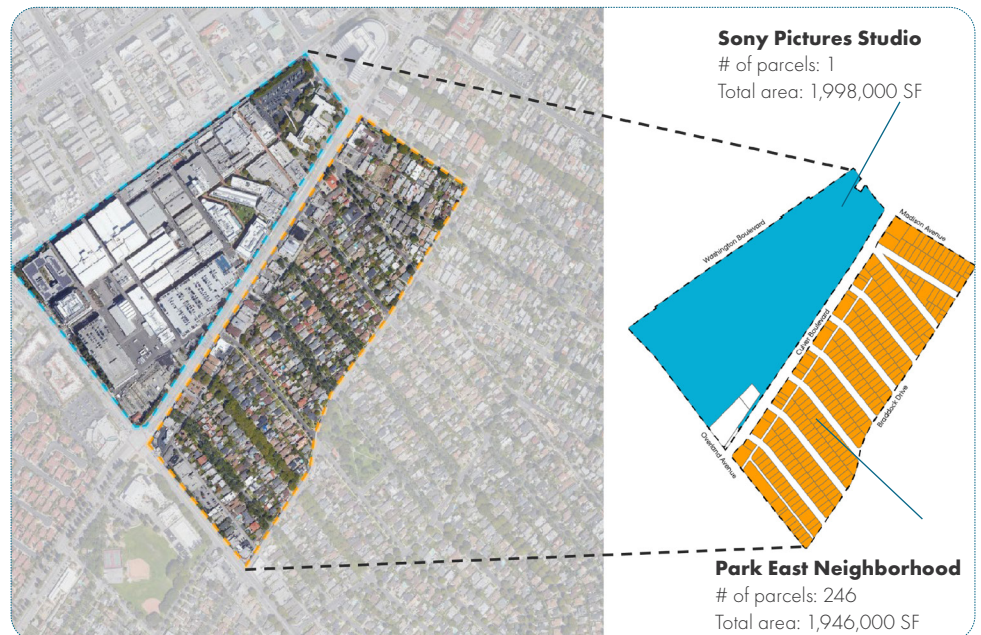 Sony Pictures Studio
# of parcels: 1
Total area: 1,998,000 SF
Washington Boulevard
Madison Avenue
Culver Boulevard
Braddock Drive
Overland Avenue
Park East Neighborhood
# of parcels: 246
Total area: 1,946,000 SF